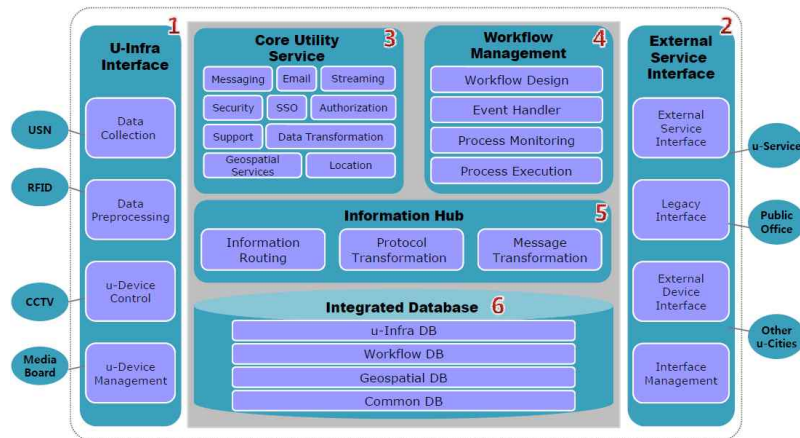 1
U-Infra
Interface
Data
Collection
Data
Preprocessing
u-Device
Control
u-Device
Management
USN
RFID
CCTV
Media
Board
Core Utility
Service
3
Messaging
Email
Streaming
Security
SSO
Authorization
Support
Data Transformation
Geospatial
Services
Location
Workflow
Management
4
Workflow Design
Event Handler
Process Monitoring
Process Execution
Information Hub
5
Information
Routing
Protocol
Transformation
Message
Transformation
Integrated Database
6
u-Infra DB
Workflow DB
Geospatial DB
Common DB
2
External
Service
Interface
External
Service
Interface
Legacy
Interface
External
Device
Interface
Interface
Management
u-Service
Public
Office
Other
u-Cities